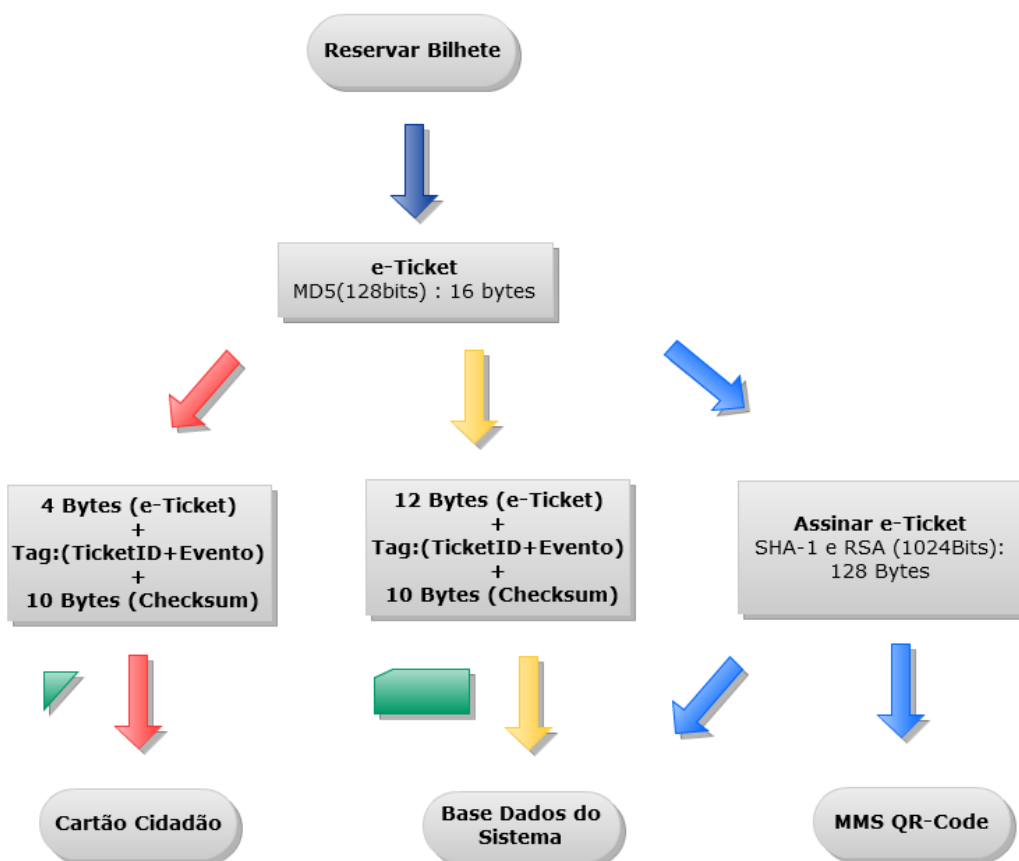 Reservar Bilhete
e-Ticket
MD5(128bits) : 16 bytes
4 Bytes (e-Ticket)
+
Tag:(TicketID+Evento)
+
10 Bytes (Checksum)
12 Bytes (e-Ticket)
+
Tag:(TicketID+Evento)
+
10 Bytes (Checksum)
Assinar e-Ticket
SHA-1 e RSA (1024Bits):
128 Bytes
Cartão Cidadão
Base Dados do
Sistema
MMS QR-Code